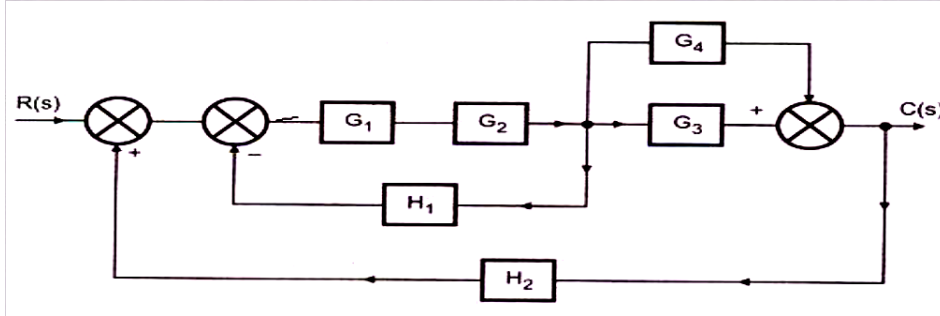 G₄
R(s)
G₁
G₂
G₃
+
C(s)
+
−
H₁
H₂